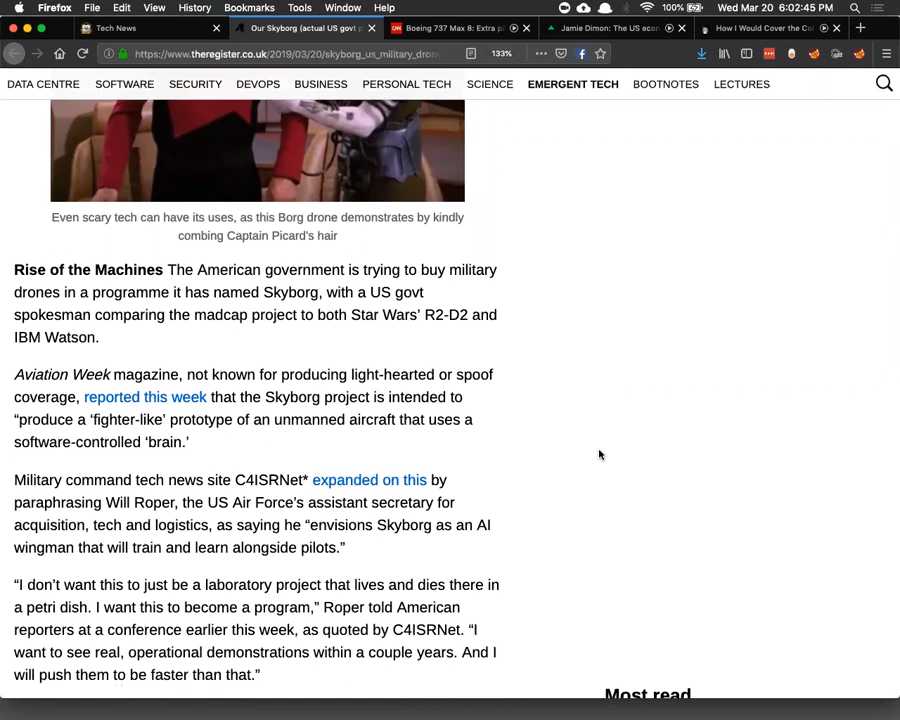 Firefox File Edit View History Bookmarks Tools Window Help 100% Wed Mar 20 6:02:45 PM
Tech News Our Skyborg (actual US govt p Boeing 737 Max 8: Extra pi Jamie Dimon: The US econ How I Would Cover the Col
https://www.theregister.co.uk/2019/03/20/skyborg_us_military_dron 133%
DATA CENTRE SOFTWARE SECURITY DEVOPS BUSINESS PERSONAL TECH SCIENCE EMERGENT TECH BOOTNOTES LECTURES
Even scary tech can have its uses, as this Borg drone demonstrates by kindly
combing Captain Picard's hair
Rise of the Machines The American government is trying to buy military
drones in a programme it has named Skyborg, with a US govt
spokesman comparing the madcap project to both Star Wars’ R2-D2 and
IBM Watson.
Aviation Week magazine, not known for producing light-hearted or spoof
coverage, reported this week that the Skyborg project is intended to
“produce a ‘fighter-like’ prototype of an unmanned aircraft that uses a
software-controlled ‘brain.’
Military command tech news site C4ISRNet* expanded on this by
paraphrasing Will Roper, the US Air Force’s assistant secretary for
acquisition, tech and logistics, as saying he “envisions Skyborg as an AI
wingman that will train and learn alongside pilots.”
“I don’t want this to just be a laboratory project that lives and dies there in
a petri dish. I want this to become a program,” Roper told American
reporters at a conference earlier this week, as quoted by C4ISRNet. “I
want to see real, operational demonstrations within a couple years. And I
will push them to be faster than that.”
Most read